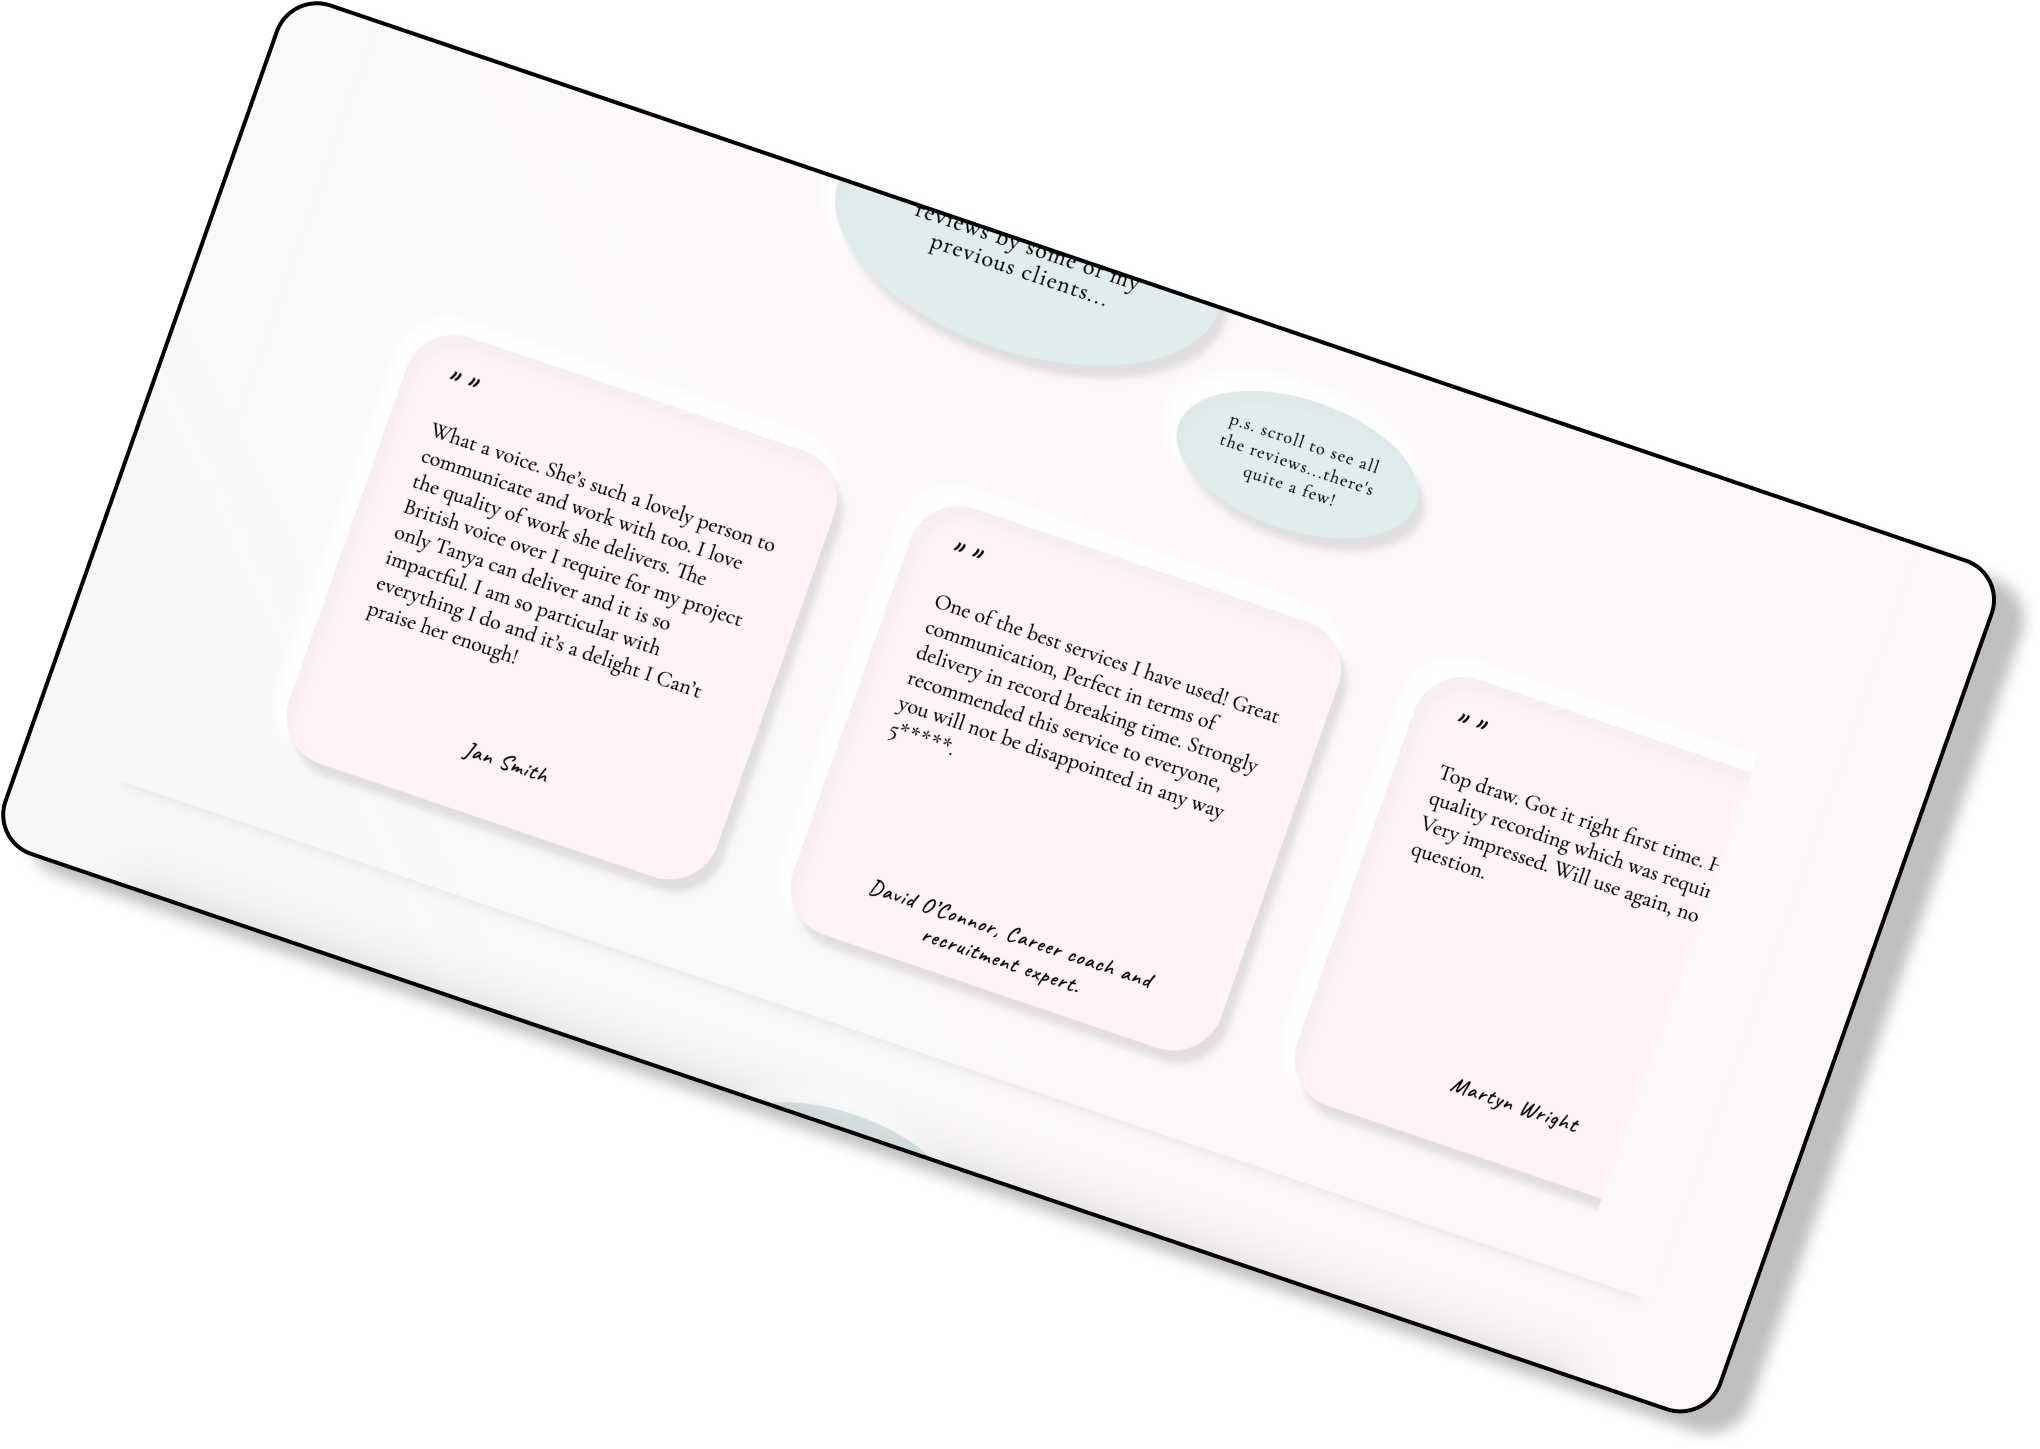 reviews by some of my
previous clients...
p.s. scroll to see all
the reviews...there's
quite a few!
” ”
What a voice. She’s such a lovely person to
communicate and work with too. I love
the quality of work she delivers. The
British voice over I require for my project
only Tanya can deliver and it is so
impactful. I am so particular with
everything I do and it’s a delight I Can’t
praise her enough!
Jan Smith
” ”
One of the best services I have used! Great
communication, Perfect in terms of
delivery in record breaking time. Strongly
recommended this service to everyone,
you will not be disappointed in any way
5*****.
David O'Connor, Career coach and
recruitment expert.
” ”
Top draw. Got it right first time.
quality recording which was
Very impressed. Will use again, no
question.
Martyn Wright